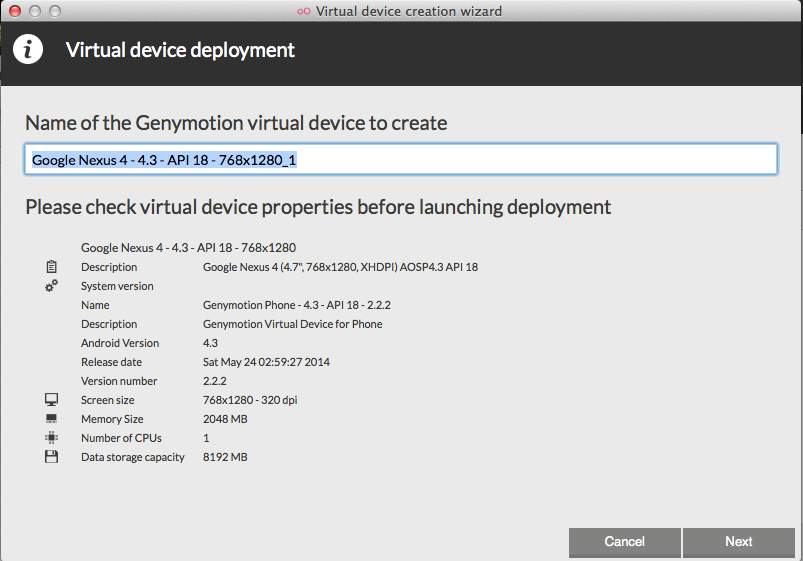 Virtual device creation wizard
Virtual device deployment
Name of the Genymotion virtual device to create
Google Nexus 4 - 4.3 - API 18 - 768x1280_1
Please check virtual device properties before launching deployment
Google Nexus 4 - 4.3 - API 18 - 768x1280
Description Google Nexus 4 (4.7", 768x1280, XHDPI) AOSP4.3 API 18
System version
Name Genymotion Phone - 4.3 - API 18 - 2.2.2
Description Genymotion Virtual Device for Phone
Android Version 4.3
Release date Sat May 24 02:59:27 2014
Version number 2.2.2
Screen size 768x1280 - 320 dpi
Memory Size 2048 MB
Number of CPUs 1
Data storage capacity 8192 MB
Cancel Next